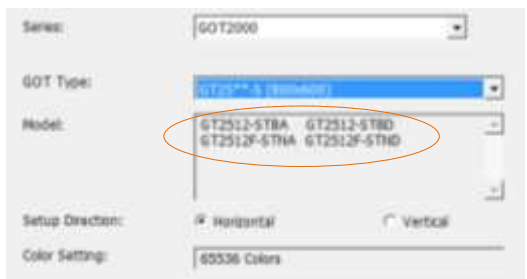 Series: GOT2000
GOT Type: GT25**-S (800x600)
Model: GT2512-STBA GT2512-STBD
GT2512F-STNA GT2512F-STND
Setup Direction: Horizontal Vertical
Color Setting: 65536 Colors